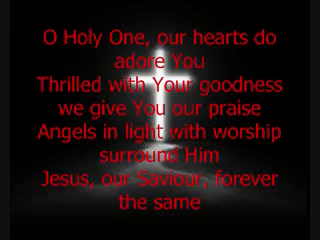 O Holy One, our hearts do
adore You
Thrilled with Your goodness
we give You our praise
Angels in light with worship
surround Him
Jesus, our Saviour, forever
the same